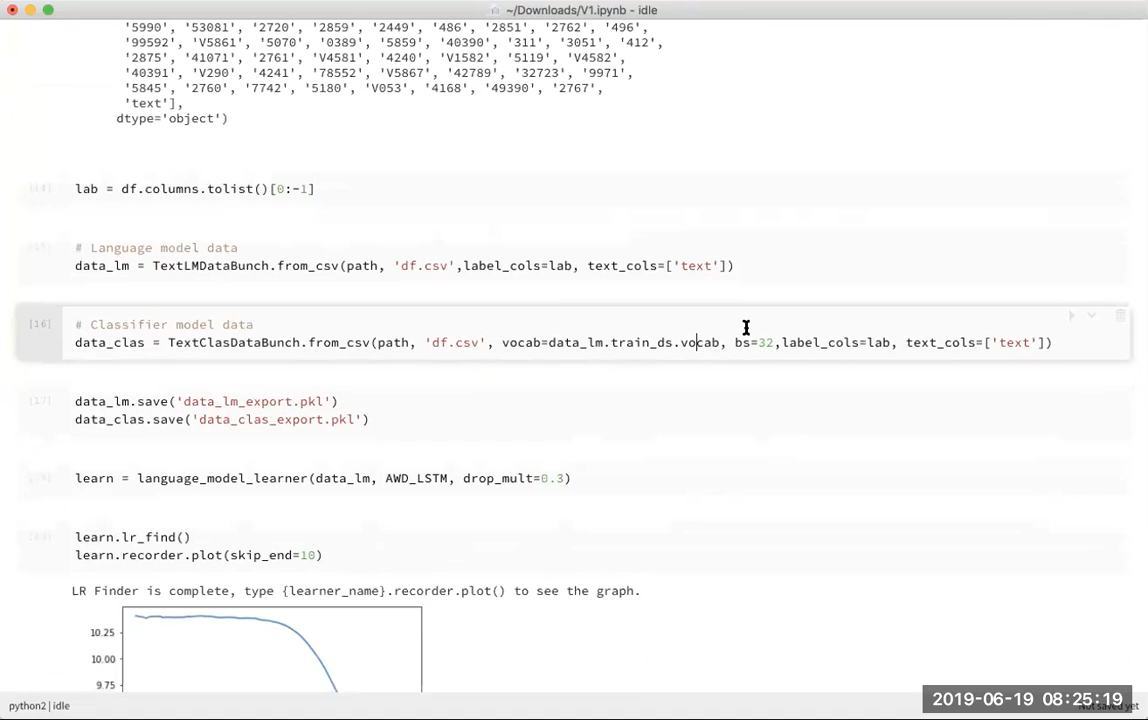 ~/Downloads/V1.ipynb - idle
'5990', '53081', '2720', '2859', '2449', '486', '2851', '2762', '496',
'99592', 'V5861', '5070', '0389', '5859', '40390', '311', '3051', '412',
'2875', '41071', '2761', 'V4581', '4240', 'V1582', '5119', 'V4582',
'40391', 'V290', '4241', '78552', 'V5867', '42789', '32723', '9971',
'5845', '2760', '7742', '5180', 'V053', '4168', '49390', '2767',
'text'],
dtype='object')
[14] lab = df.columns.tolist()[0:-1]
[15] # Language model data
data_lm = TextLMDataBunch.from_csv(path, 'df.csv',label_cols=lab, text_cols=['text'])
[16] # Classifier model data
data_clas = TextClasDataBunch.from_csv(path, 'df.csv', vocab=data_lm.train_ds.vocab, bs=32,label_cols=lab, text_cols=['text'])
[17] data_lm.save('data_lm_export.pkl')
data_clas.save('data_clas_export.pkl')
learn = language_model_learner(data_lm, AWD_LSTM, drop_mult=0.3)
learn.lr_find()
learn.recorder.plot(skip_end=10)
LR Finder is complete, type {learner_name}.recorder.plot() to see the graph.
10.25
10.00
9.75
python2 | idle
2019-06-19 08:25:19
Not saved yet